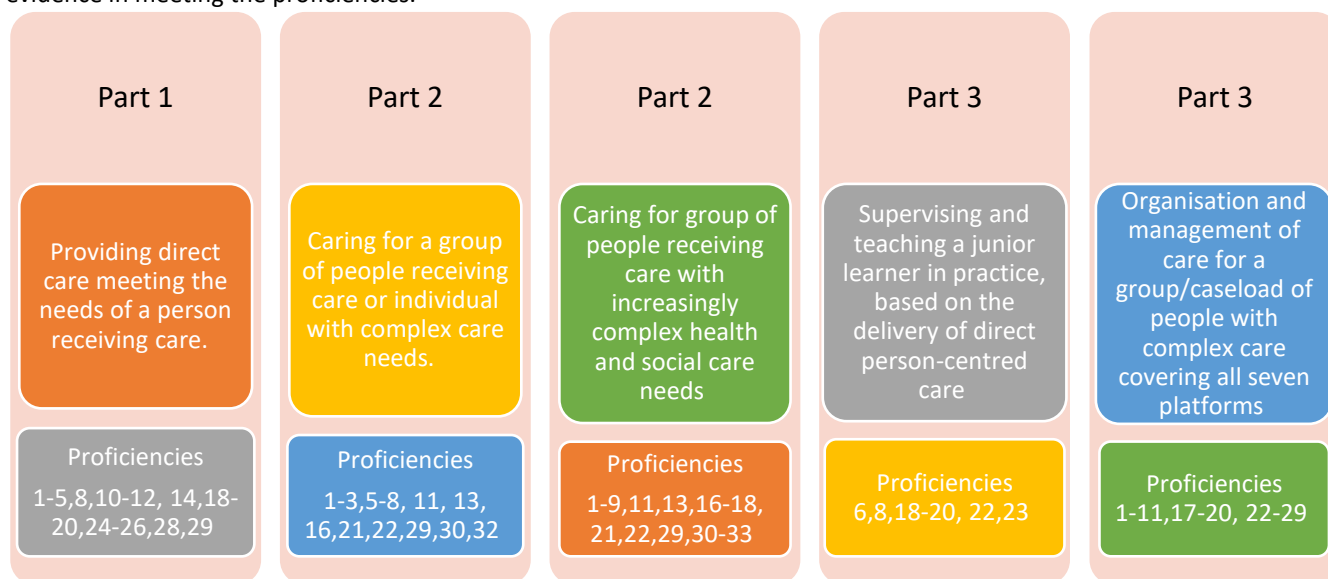 evidence in meeting the proficiencies.
Part 1
Providing direct
care meeting the
needs of a person
receiving care.
Proficiencies
1-5,8,10-12, 14,18-
20,24-26,28,29
Part 2
Caring for a group
of people receiving
care or individual
with complex care
needs.
Proficiencies
1-3,5-8, 11, 13,
16,21,22,29,30,32
Part 2
Caring for group of
people receiving
care with
increasingly
complex health
and social care
needs
Proficiencies
1-9,11,13,16-18,
21,22,29,30-33
Part 3
Supervising and
teaching a junior
learner in practice,
based on the
delivery of direct
person-centred
care
Proficiencies
6,8,18-20, 22,23
Part 3
Organisation and
management of
care for a
group/caseload of
people with
complex care
covering all seven
platforms
Proficiencies
1-11,17-20, 22-29